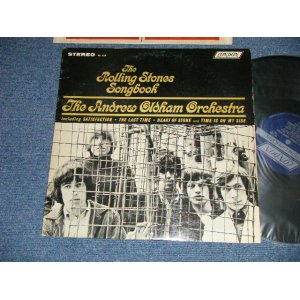 STEREO
The
Rolling Stones
Songbook
LONDON
The Andrew Oldham Orchestra
including SATISFACTION • THE LAST TIME • HEART OF STONE and TIME IS ON MY SIDE
LONDON